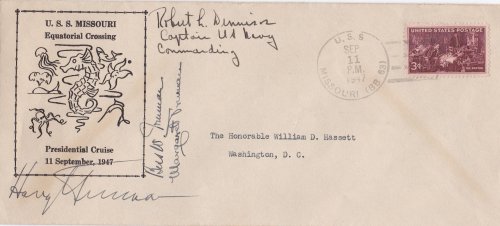 U. S. S. MISSOURI
Equatorial Crossing
Presidential Cruise
11 September, 1947
Harry Truman
Robert L. Dennison
Captain US Navy
Commanding
Bess W. Truman
Margaret Truman
U. S. S.
SEP
11
P.M.
1947
MISSOURI (BB 63)
UNITED STATES POSTAGE
3¢
The Honorable William D. Hassett
Washington, D. C.